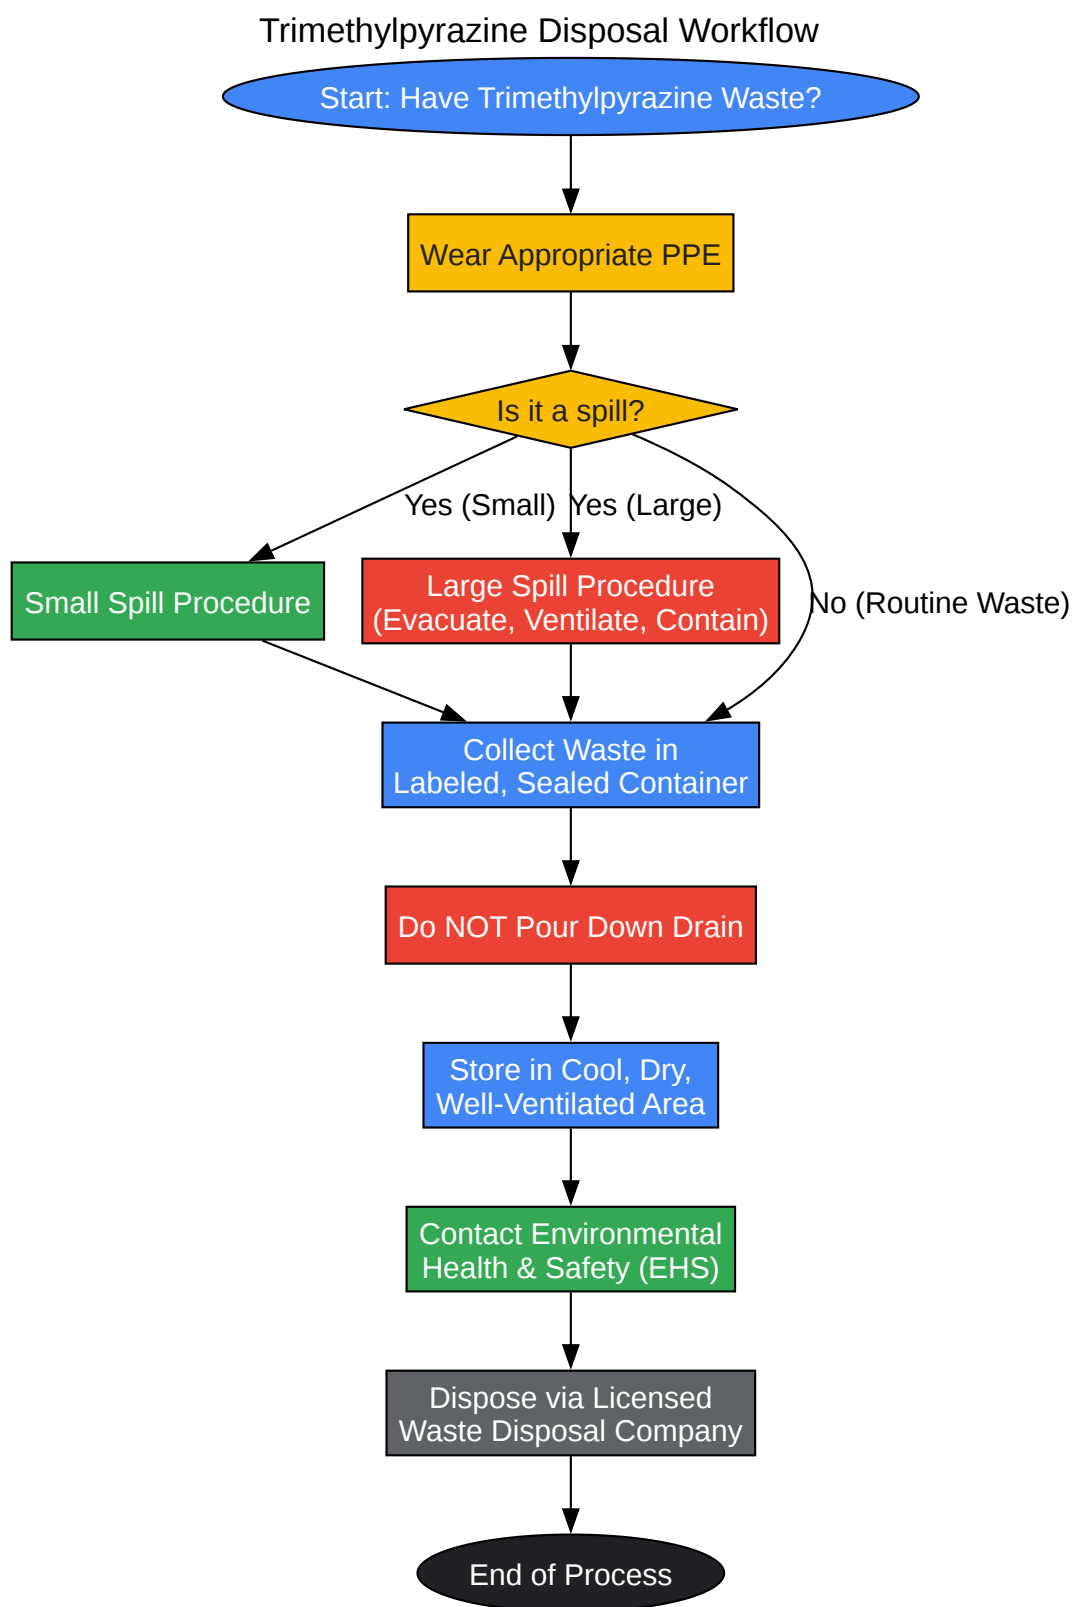 Trimethylpyrazine Disposal Workflow
Start: Have Trimethylpyrazine Waste?
Wear Appropriate PPE
Is it a spill?
Yes (Small)
Yes (Large)
Small Spill Procedure
Large Spill Procedure
(Evacuate, Ventilate, Contain)
No (Routine Waste)
Collect Waste in
Labeled, Sealed Container
Do NOT Pour Down Drain
Store in Cool, Dry,
Well-Ventilated Area
Contact Environmental
Health & Safety (EHS)
Dispose via Licensed
Waste Disposal Company
End of Process